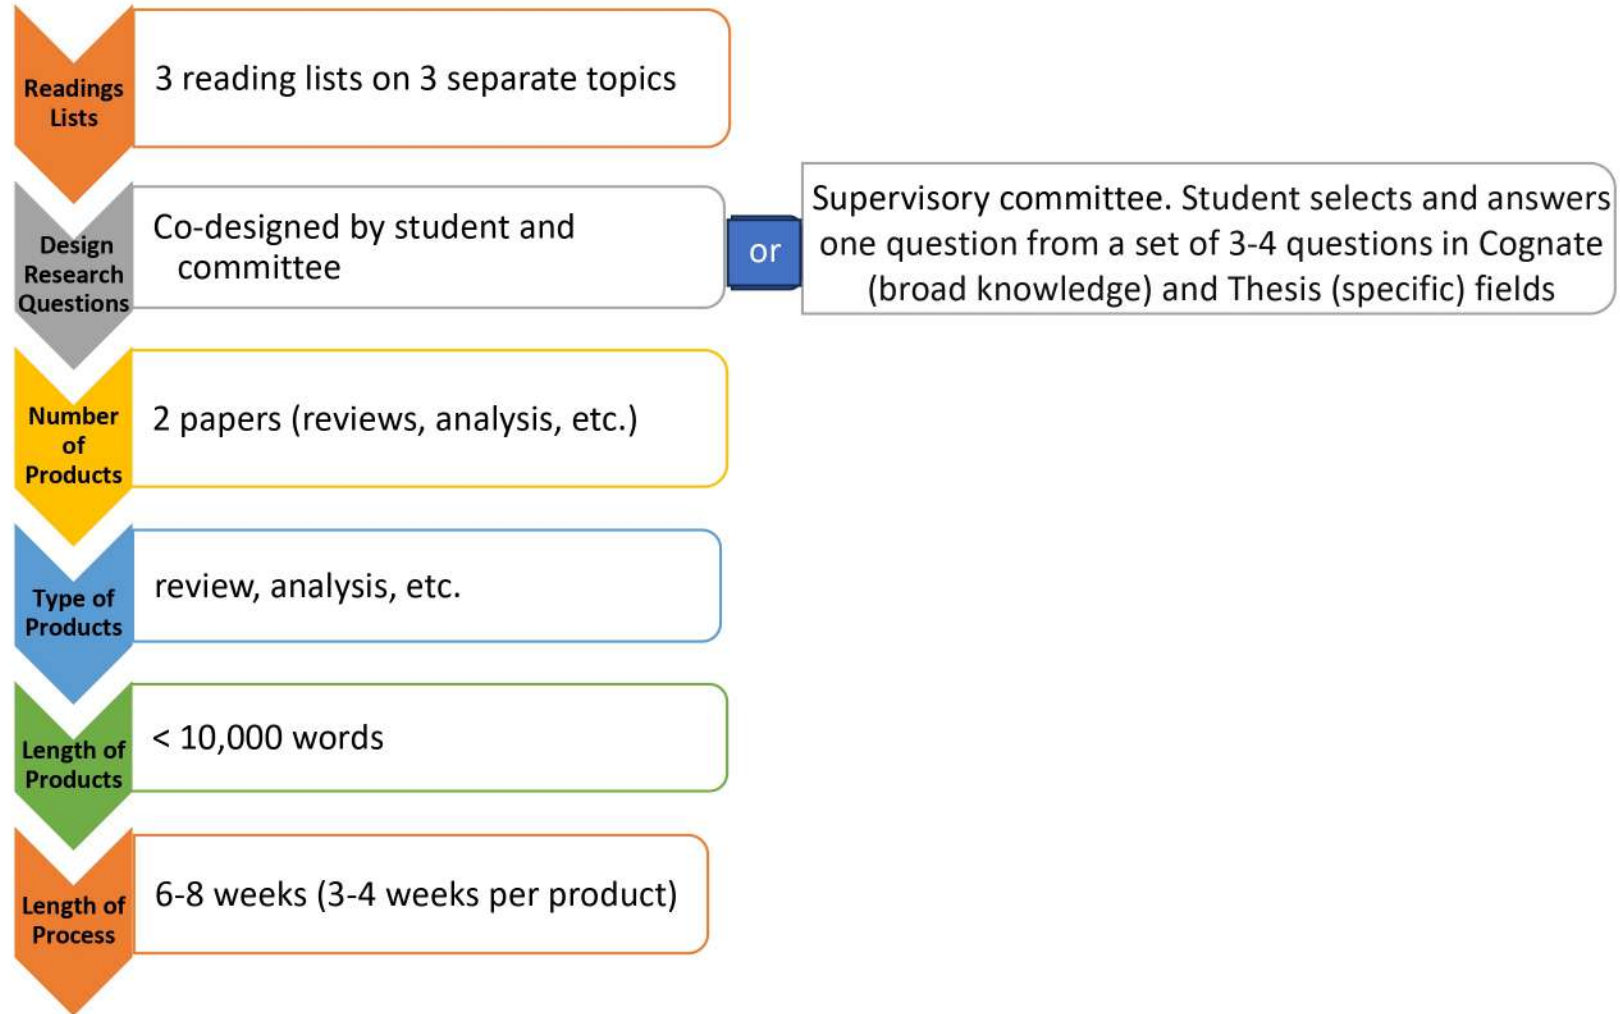 Readings
Lists
3 reading lists on 3 separate topics
Design
Research
Questions
Co-designed by student and
committee
or
Supervisory committee. Student selects and answers
one question from a set of 3-4 questions in Cognate
(broad knowledge) and Thesis (specific) fields
Number
of
Products
2 papers (reviews, analysis, etc.)
Type of
Products
review, analysis, etc.
Length of
Products
< 10,000 words
Length of
Process
6-8 weeks (3-4 weeks per product)